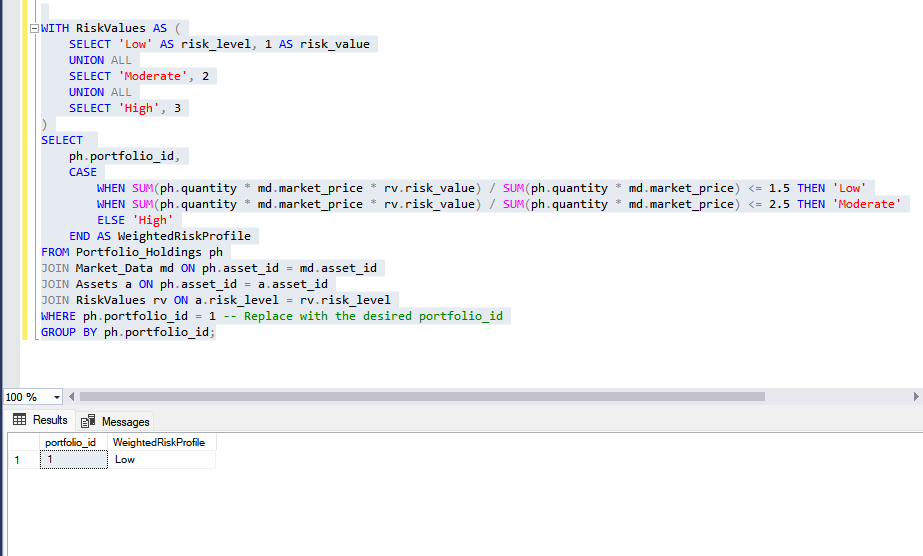 WITH RiskValues AS (
SELECT 'Low' AS risk_level, 1 AS risk_value
UNION ALL
SELECT 'Moderate', 2
UNION ALL
SELECT 'High', 3
)
SELECT
ph.portfolio_id,
CASE
WHEN SUM(ph.quantity * md.market_price * rv.risk_value) / SUM(ph.quantity * md.market_price) <= 1.5 THEN 'Low'
WHEN SUM(ph.quantity * md.market_price * rv.risk_value) / SUM(ph.quantity * md.market_price) <= 2.5 THEN 'Moderate'
ELSE 'High'
END AS WeightedRiskProfile
FROM Portfolio_Holdings ph
JOIN Market_Data md ON ph.asset_id = md.asset_id
JOIN Assets a ON ph.asset_id = a.asset_id
JOIN RiskValues rv ON a.risk_level = rv.risk_level
WHERE ph.portfolio_id = 1 -- Replace with the desired portfolio_id
GROUP BY ph.portfolio_id;
100 %
Results Messages
portfolio_id WeightedRiskProfile
1 1 Low